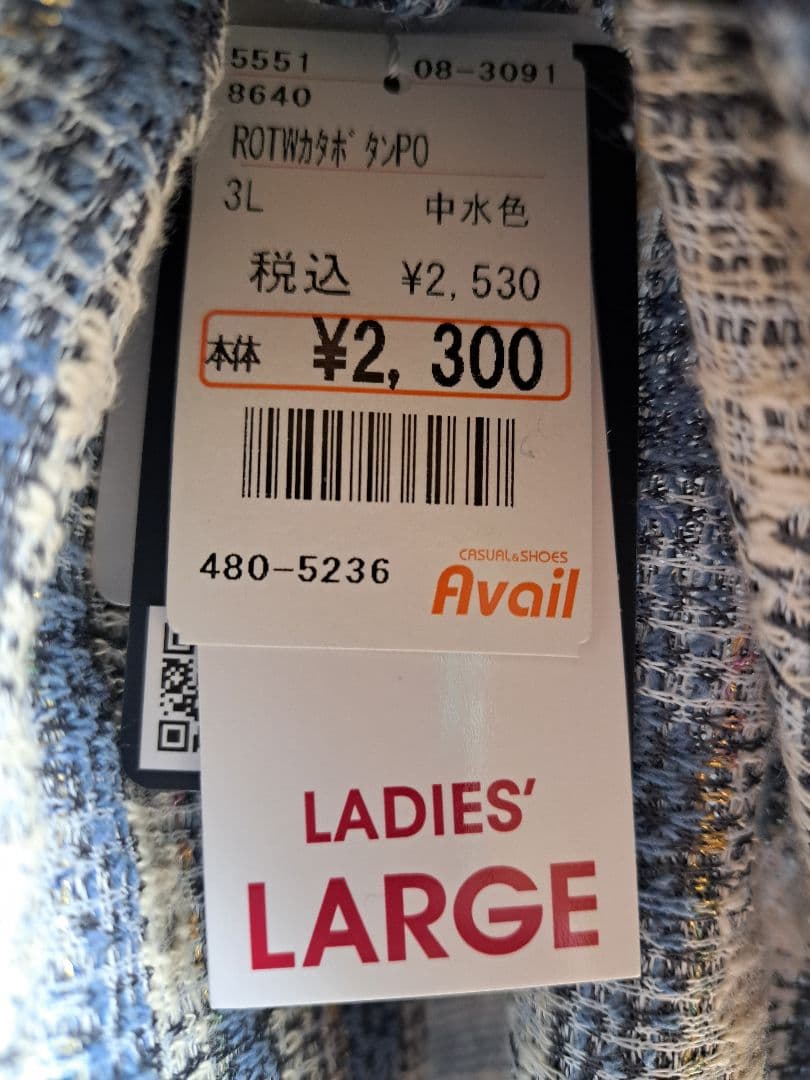 5551 08-3091
8640
ROTWカタボタンPO
3L 中水色
税込 ¥2,530
本体 ¥2,300
480-5236
CASUAL&SHOES
Avail
LADIES'
LARGE